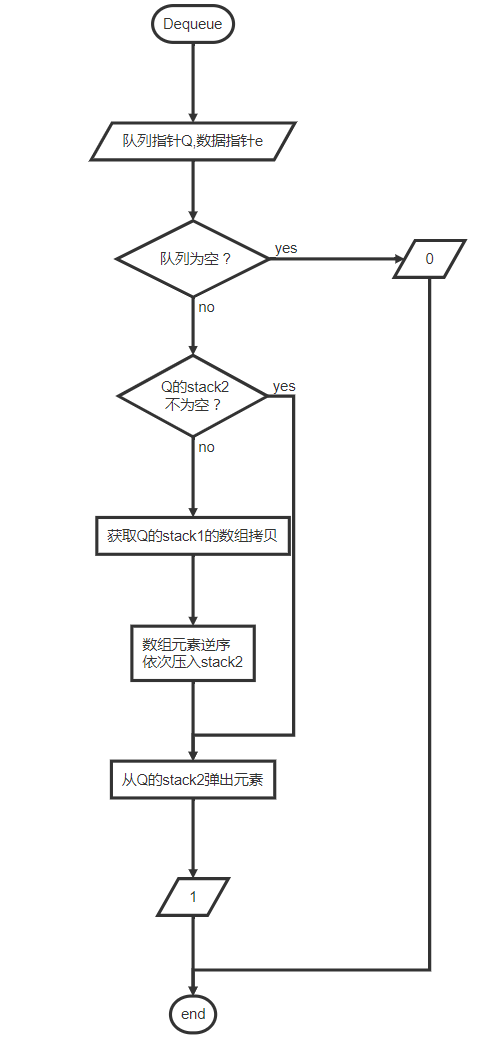 Dequeue
队列指针Q,数据指针e
队列为空？
yes
0
no
Q的stack2
不为空？
yes
no
获取Q的stack1的数组拷贝
数组元素逆序
依次压入stack2
从Q的stack2弹出元素
1
end